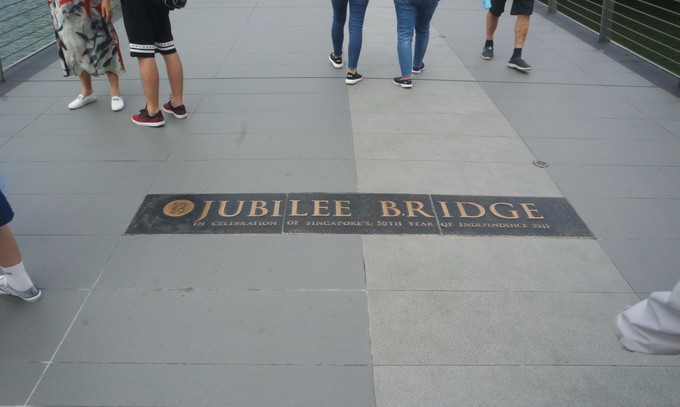 JUBILEE BRIDGE
IN CELEBRATION OF SINGAPORE'S 50TH YEAR OF INDEPENDENCE 2015